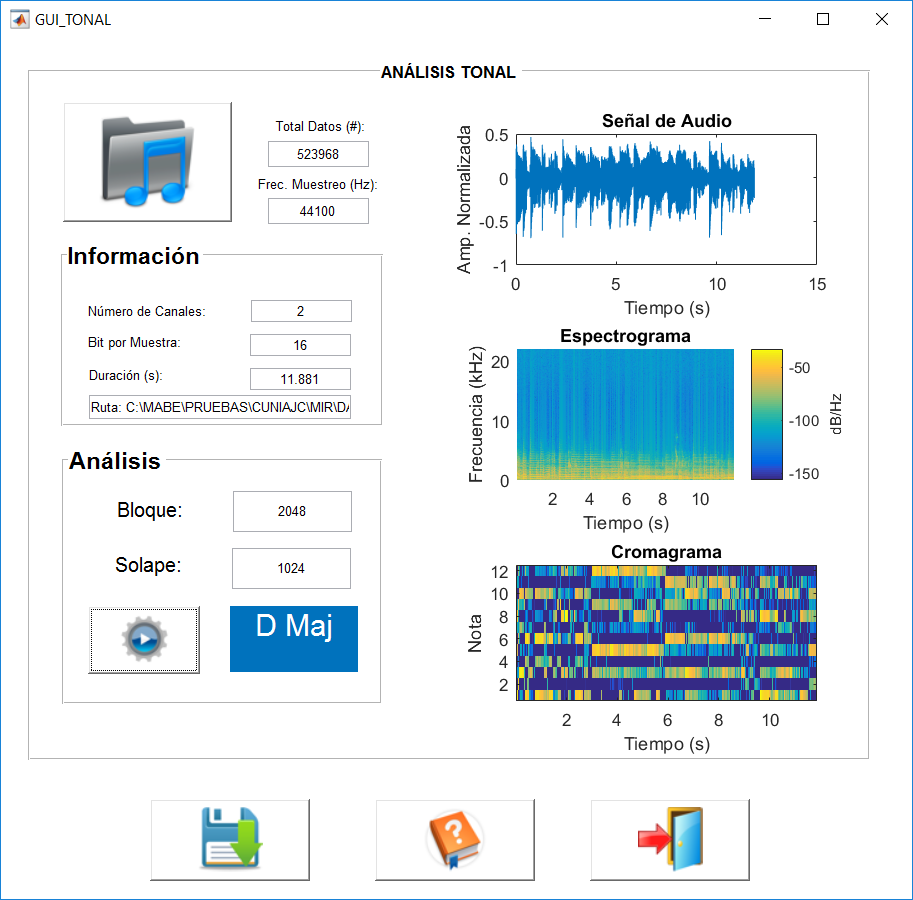 GUI_TONAL
ANÁLISIS TONAL
Total Datos (#):
523968
Frec. Muestreo (Hz):
44100
Información
Número de Canales:
2
Bit por Muestra:
16
Duración (s):
11.881
Ruta: C:\MABE\PRUEBAS\CUNIAJC\MIR\DA
Análisis
Bloque:
2048
Solape:
1024
D Maj
Señal de Audio
Amp. Normalizada
0.5
0
-0.5
-1
0 5 10 15
Tiempo (s)
Espectrograma
Frecuencia (kHz)
20
10
0
2 4 6 8 10
Tiempo (s)
-50
-100
-150
dB/Hz
Cromagrama
Nota
12
10
8
6
4
2
2 4 6 8 10
Tiempo (s)
?